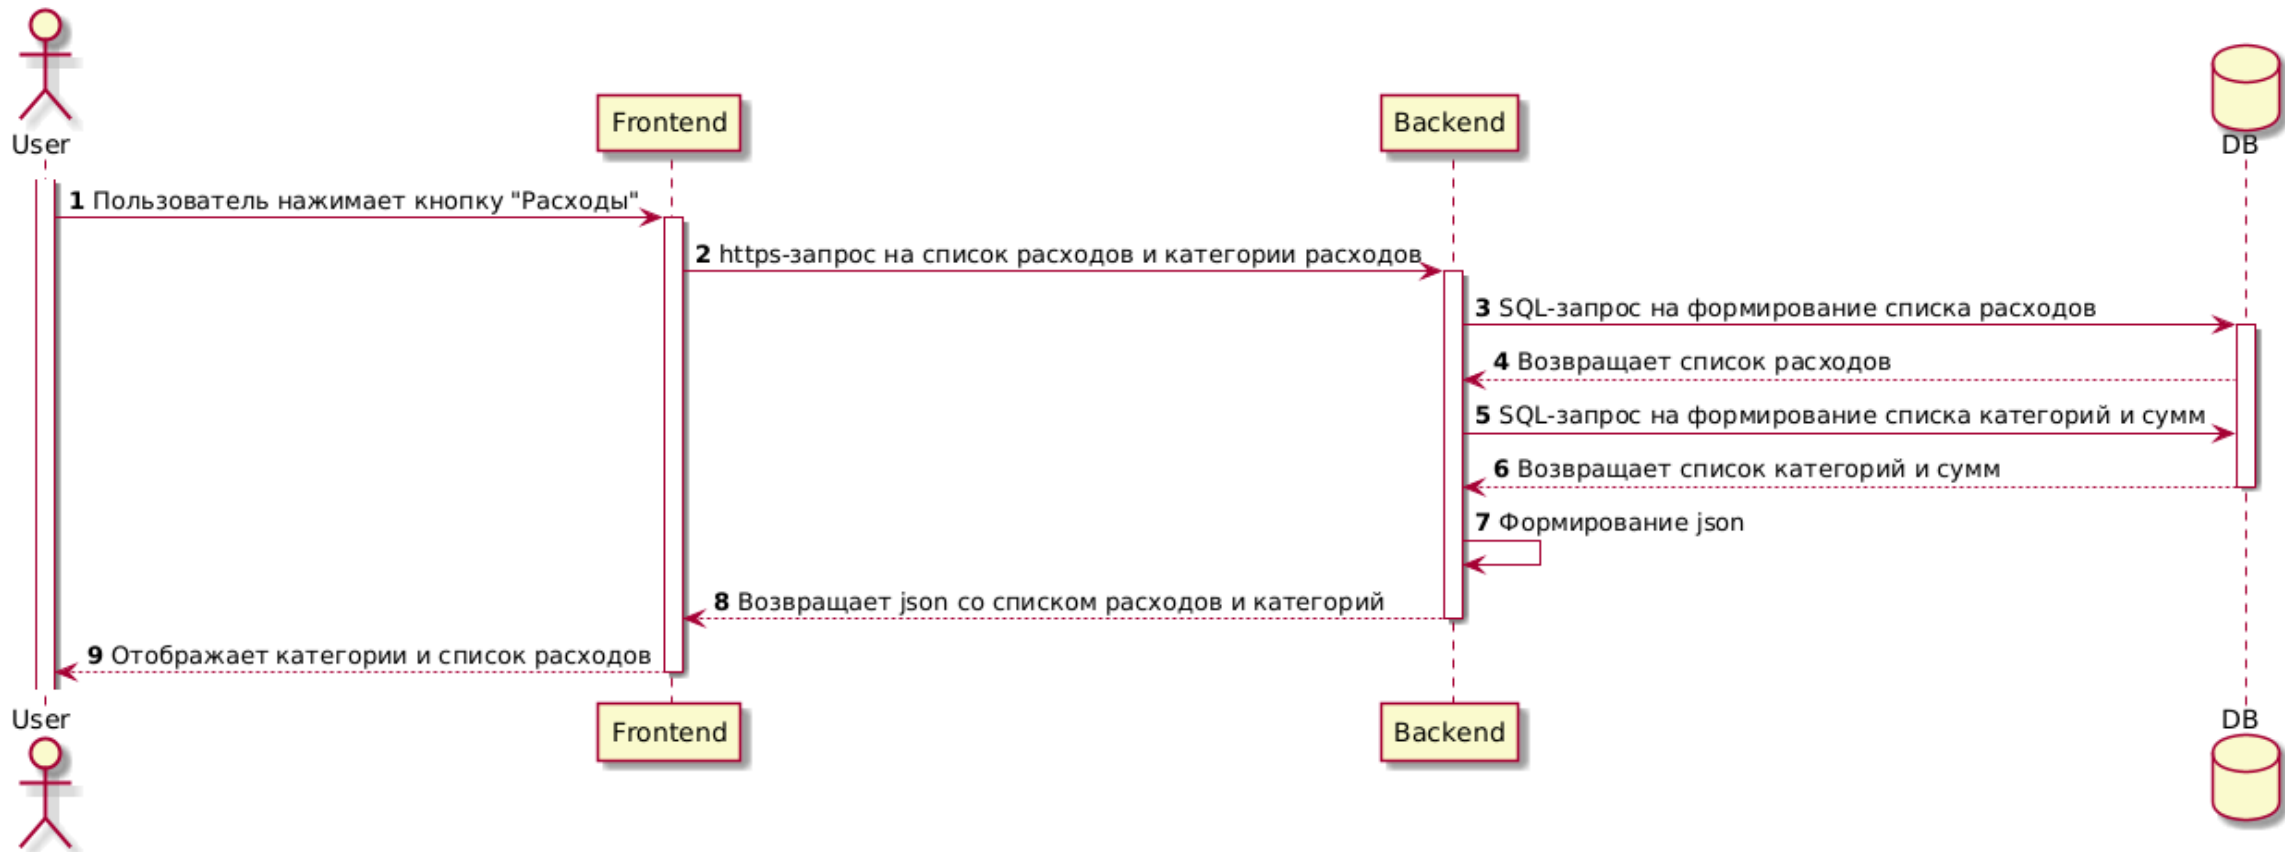 User
Frontend
Backend
DB
1 Пользователь нажимает кнопку "Расходы"
2 https-запрос на список расходов и категории расходов
3 SQL-запрос на формирование списка расходов
4 Возвращает список расходов
5 SQL-запрос на формирование списка категорий и сумм
6 Возвращает список категорий и сумм
7 Формирование json
8 Возвращает json со списком расходов и категорий
9 Отображает категории и список расходов
User
Frontend
Backend
DB